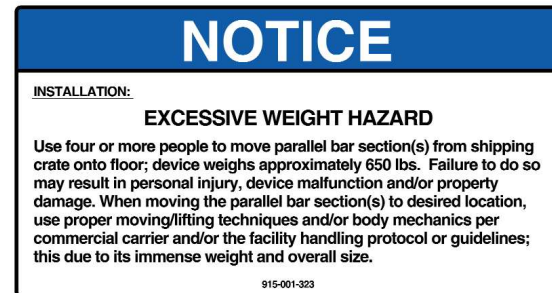 NOTICE
INSTALLATION:
EXCESSIVE WEIGHT HAZARD
Use four or more people to move parallel bar section(s) from shipping
crate onto floor; device weighs approximately 650 lbs.  Failure to do so
may result in personal injury, device malfunction and/or property
damage. When moving the parallel bar section(s) to desired location,
use proper moving/lifting techniques and/or body mechanics per
commercial carrier and/or the facility handling protocol or guidelines;
this due to its immense weight and overall size.
915-001-323